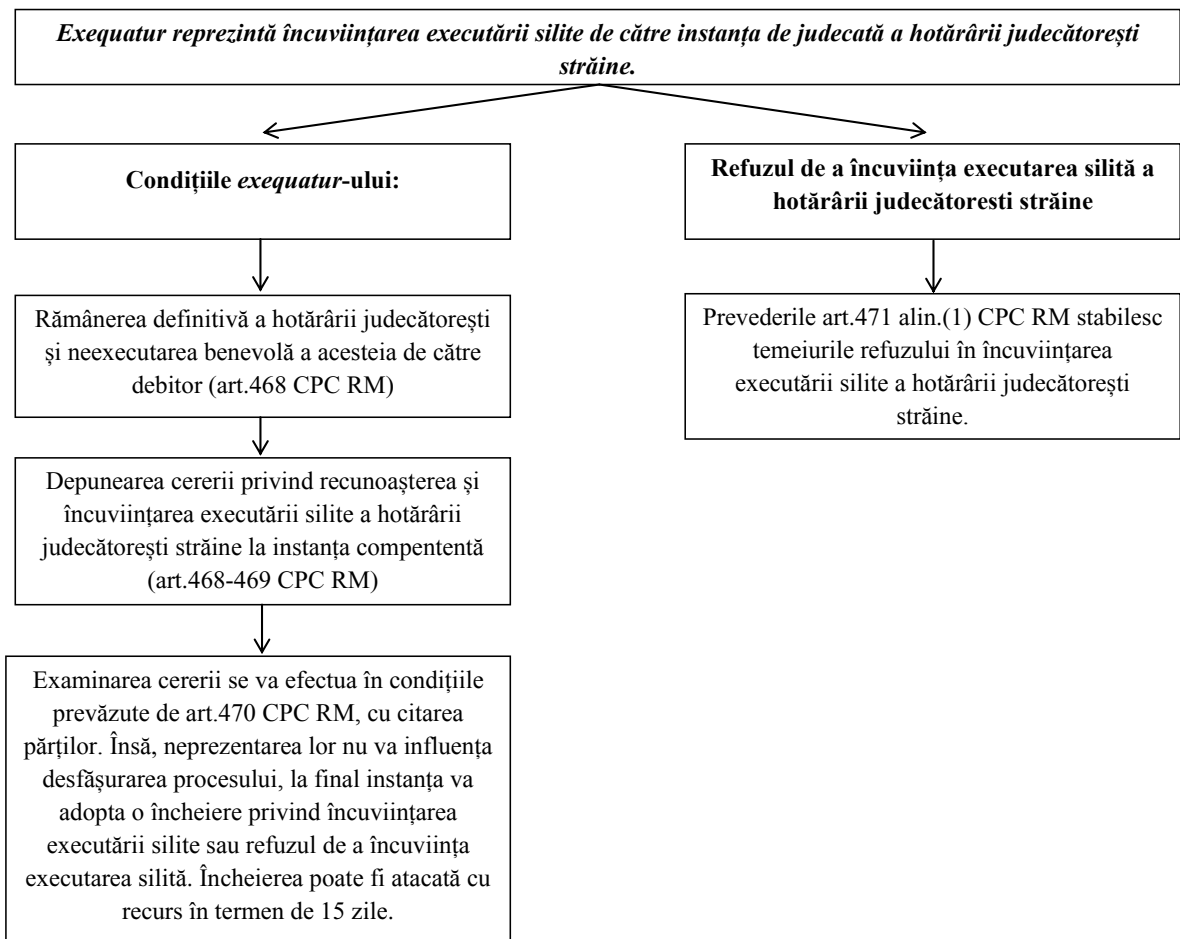 Exequatur reprezintă încuviințarea executării silite de către instanța de judecată a hotărârii judecătorești
străine.
Condițiile exequatur-ului:
Refuzul de a încuviința executarea silită a
hotărârii judecătoresti străine
Rămânerea definitivă a hotărârii judecătorești
și neexecutarea benevolă a acesteia de către
debitor (art.468 CPC RM)
Prevederile art.471 alin.(1) CPC RM stabilesc
temeiurile refuzului în încuviințarea
executării silite a hotărârii judecătorești
străine.
Depunearea cererii privind recunoașterea și
încuviințarea executării silite a hotărârii
judecătorești străine la instanța compententă
(art.468-469 CPC RM)
Examinarea cererii se va efectua în condițiile
prevăzute de art.470 CPC RM, cu citarea
părților. Însă, neprezentarea lor nu va influența
desfășurarea procesului, la final instanța va
adopta o încheiere privind încuviințarea
executării silite sau refuzul de a încuviința
executarea silită. Încheierea poate fi atacată cu
recurs în termen de 15 zile.